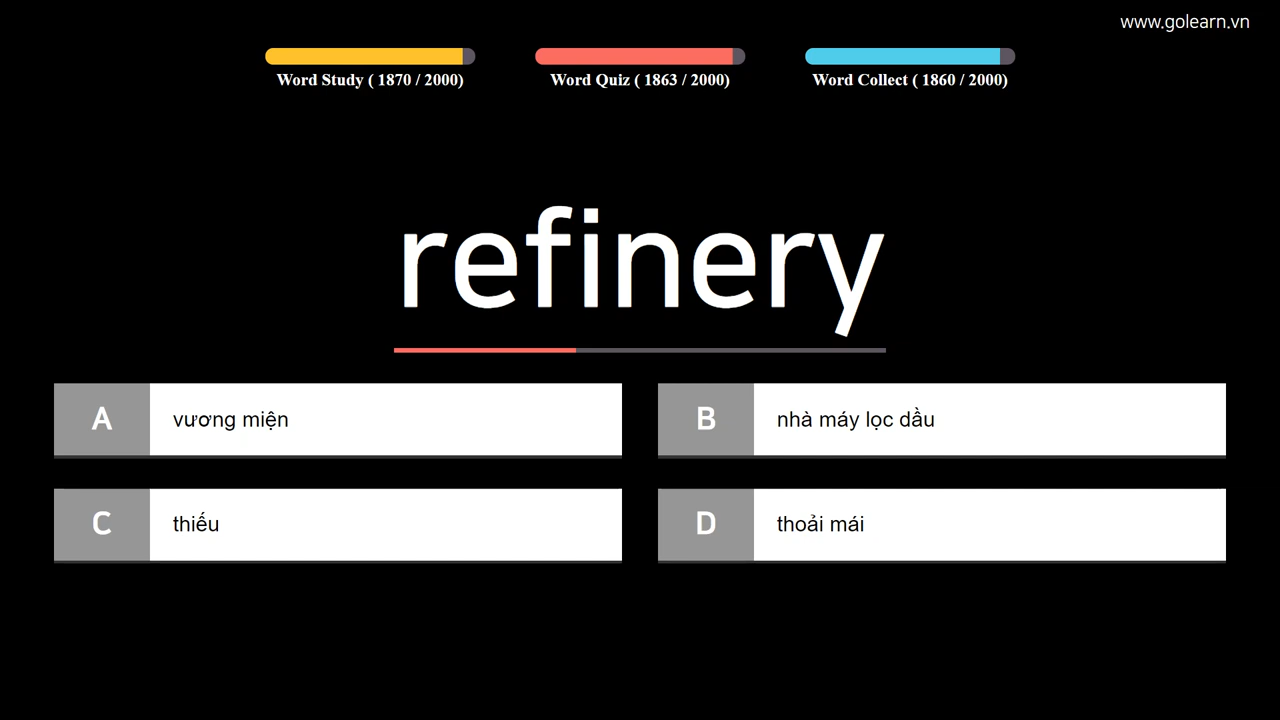 www.golearn.vn
Word Study ( 1870 / 2000)
Word Quiz ( 1863 / 2000)
Word Collect ( 1860 / 2000)
refinery
A
vương miện
B
nhà máy lọc dầu
C
thiếu
D
thoải mái